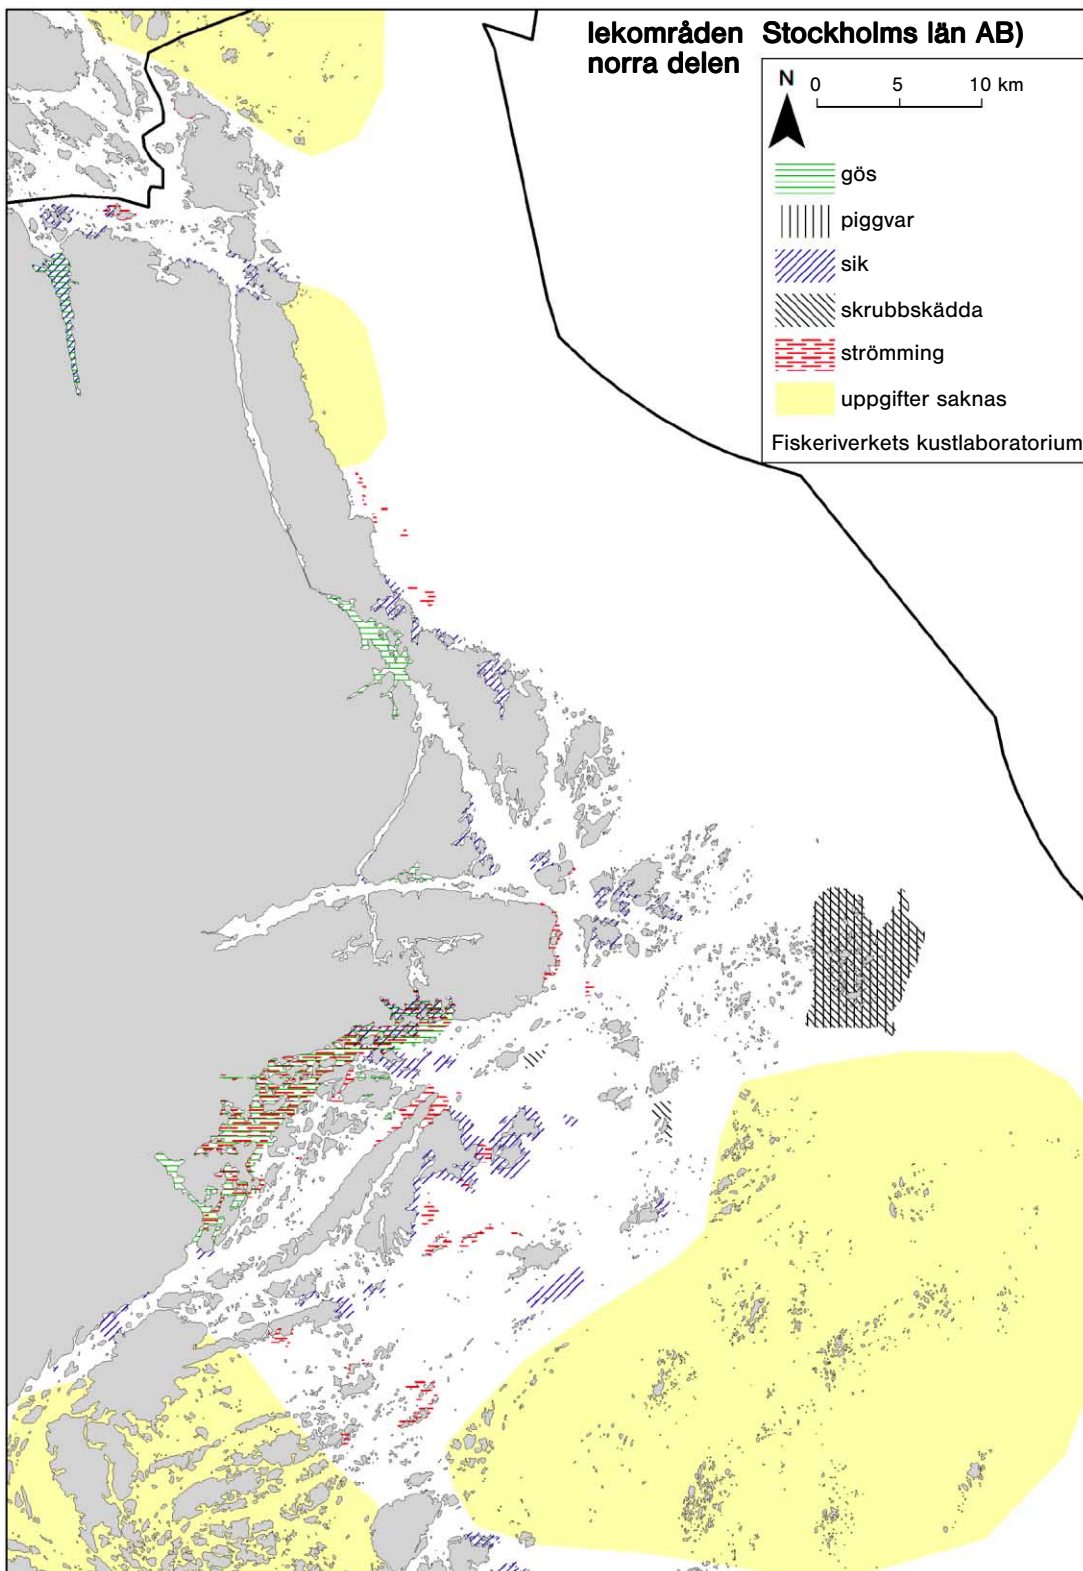 lekområden Stockholms län AB)
norra delen
N
0 5 10 km
gös
piggvar
sik
skrubbskädda
strömming
uppgifter saknas
Fiskeriverkets kustlaboratorium